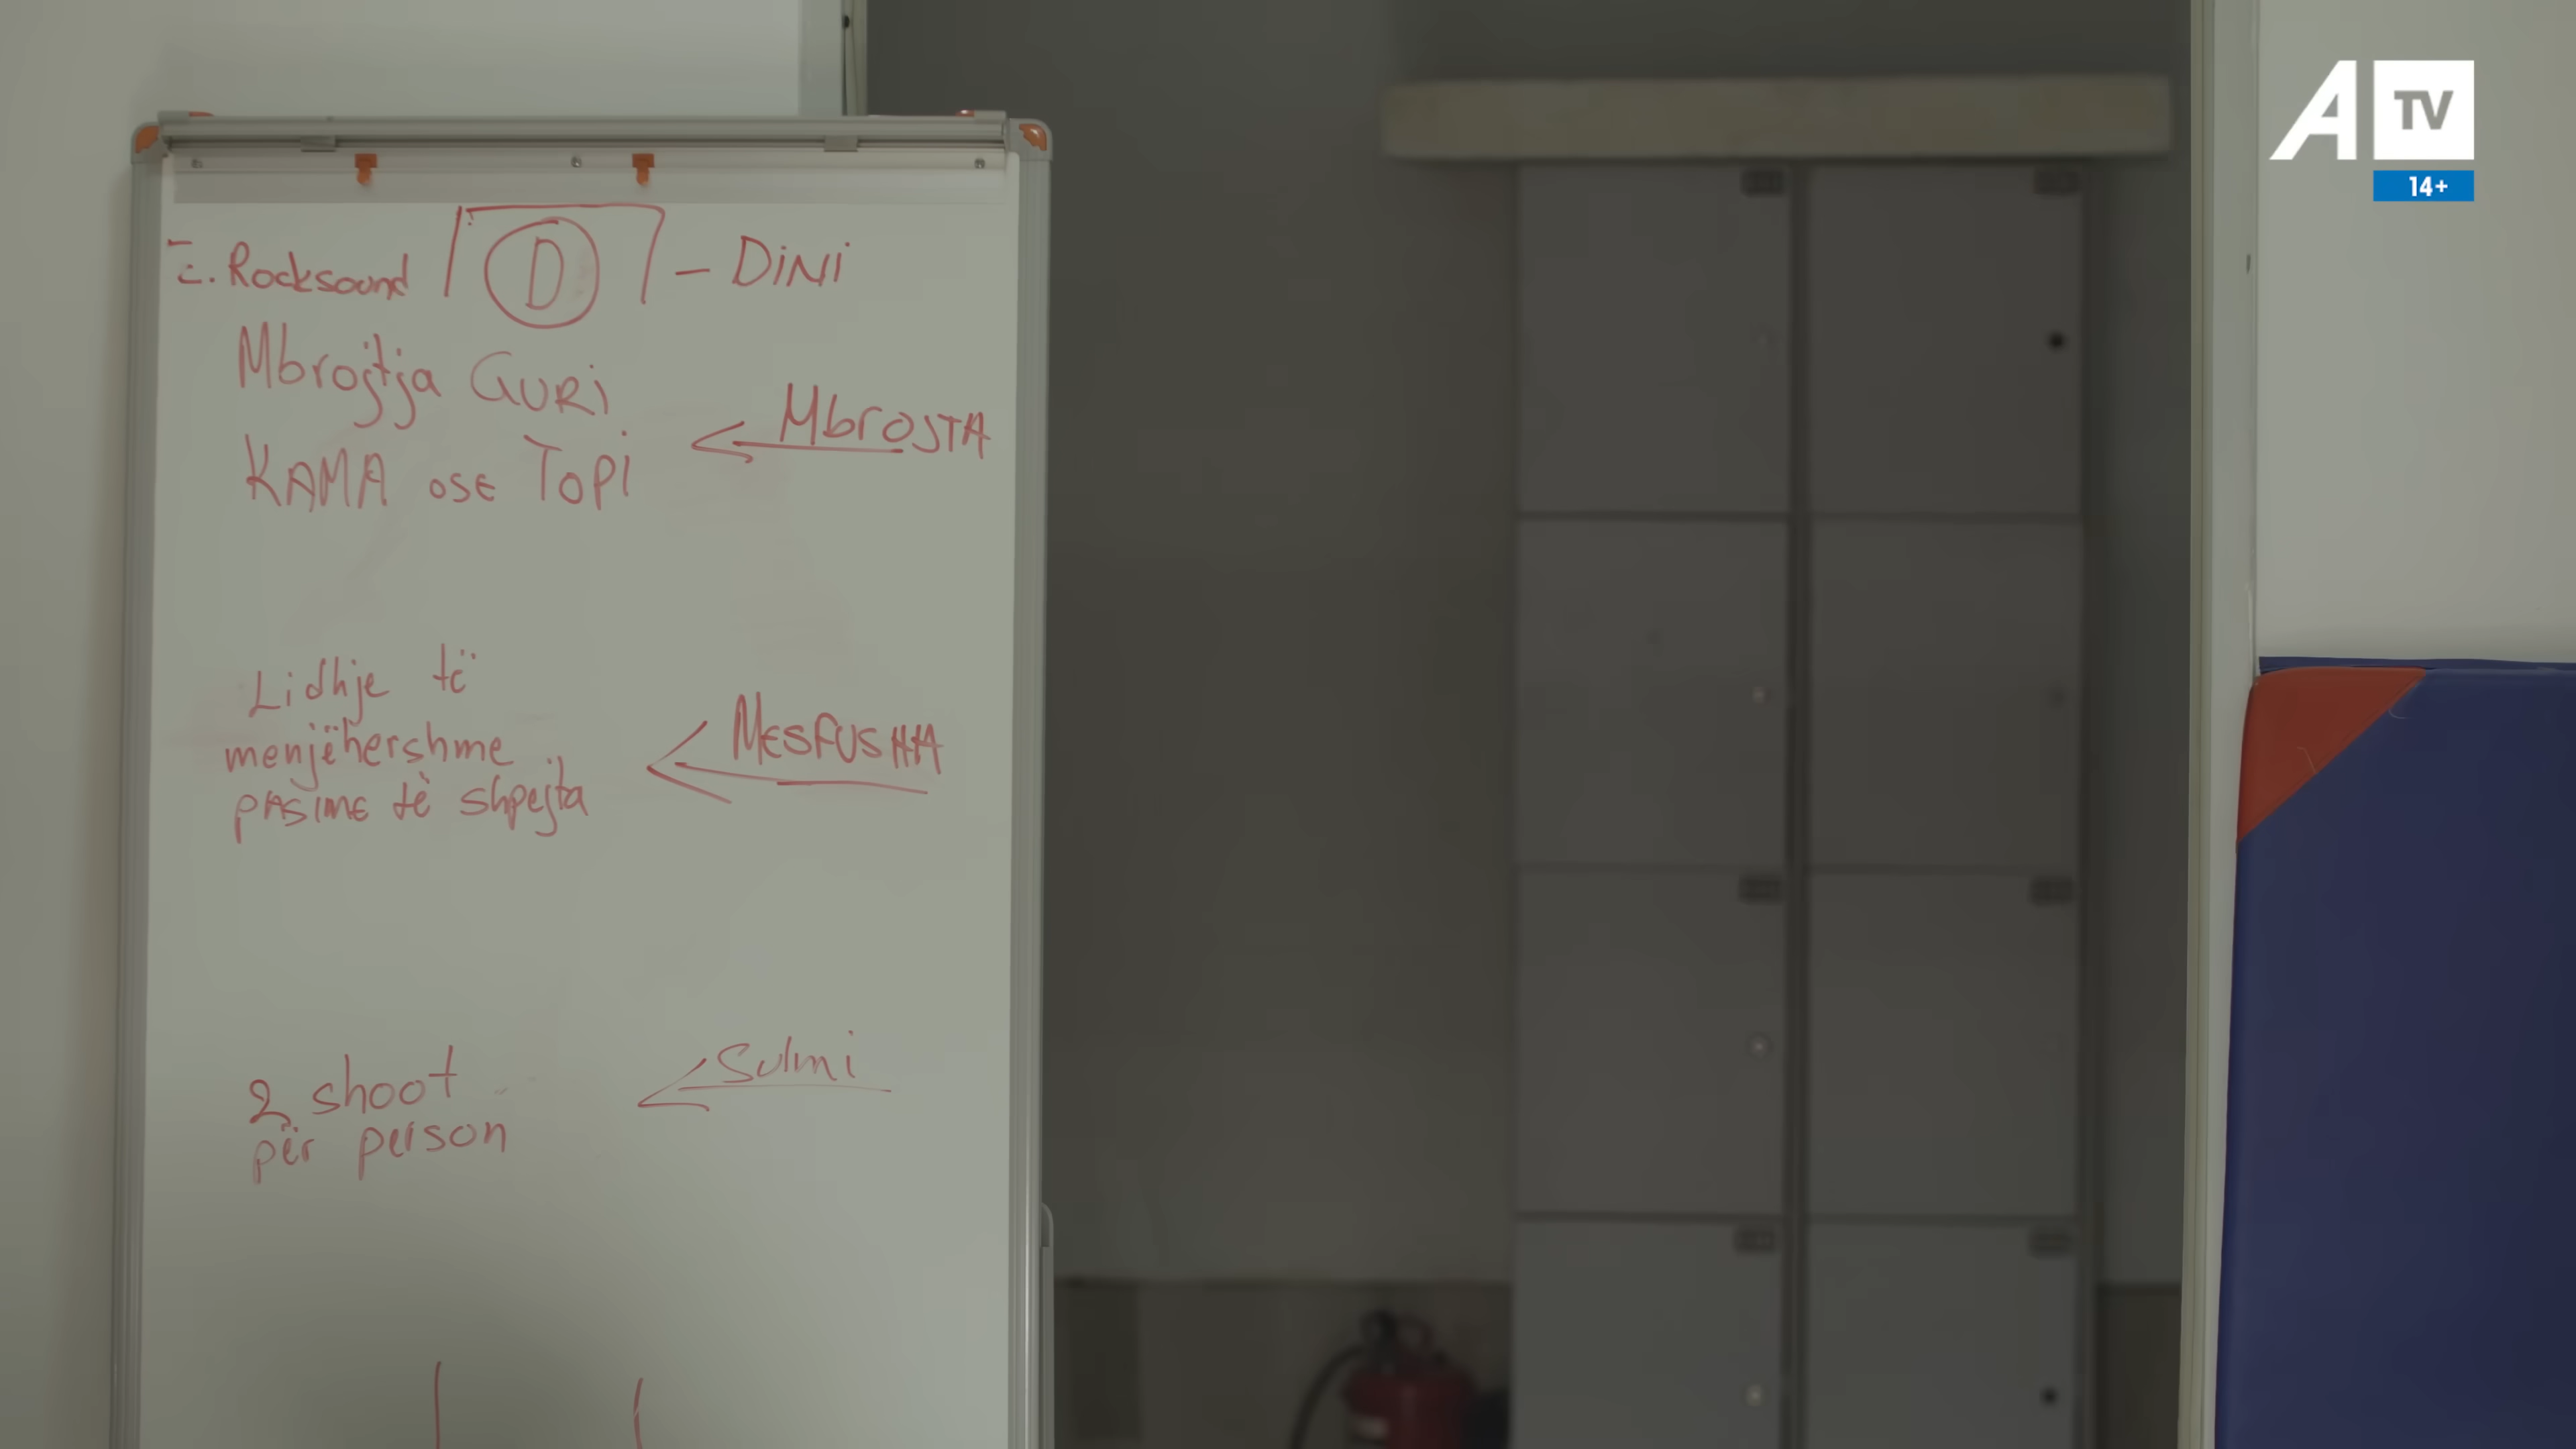 E. Rocksound D - DiNi
Mbrojtja GURi
KAMA OSE TOPi
MbrOJTA
Lidhje të
menjëhershme
pASiME të shpejta
MESFUSHA
2 shoot
për person
Sulmi
A TV
14+